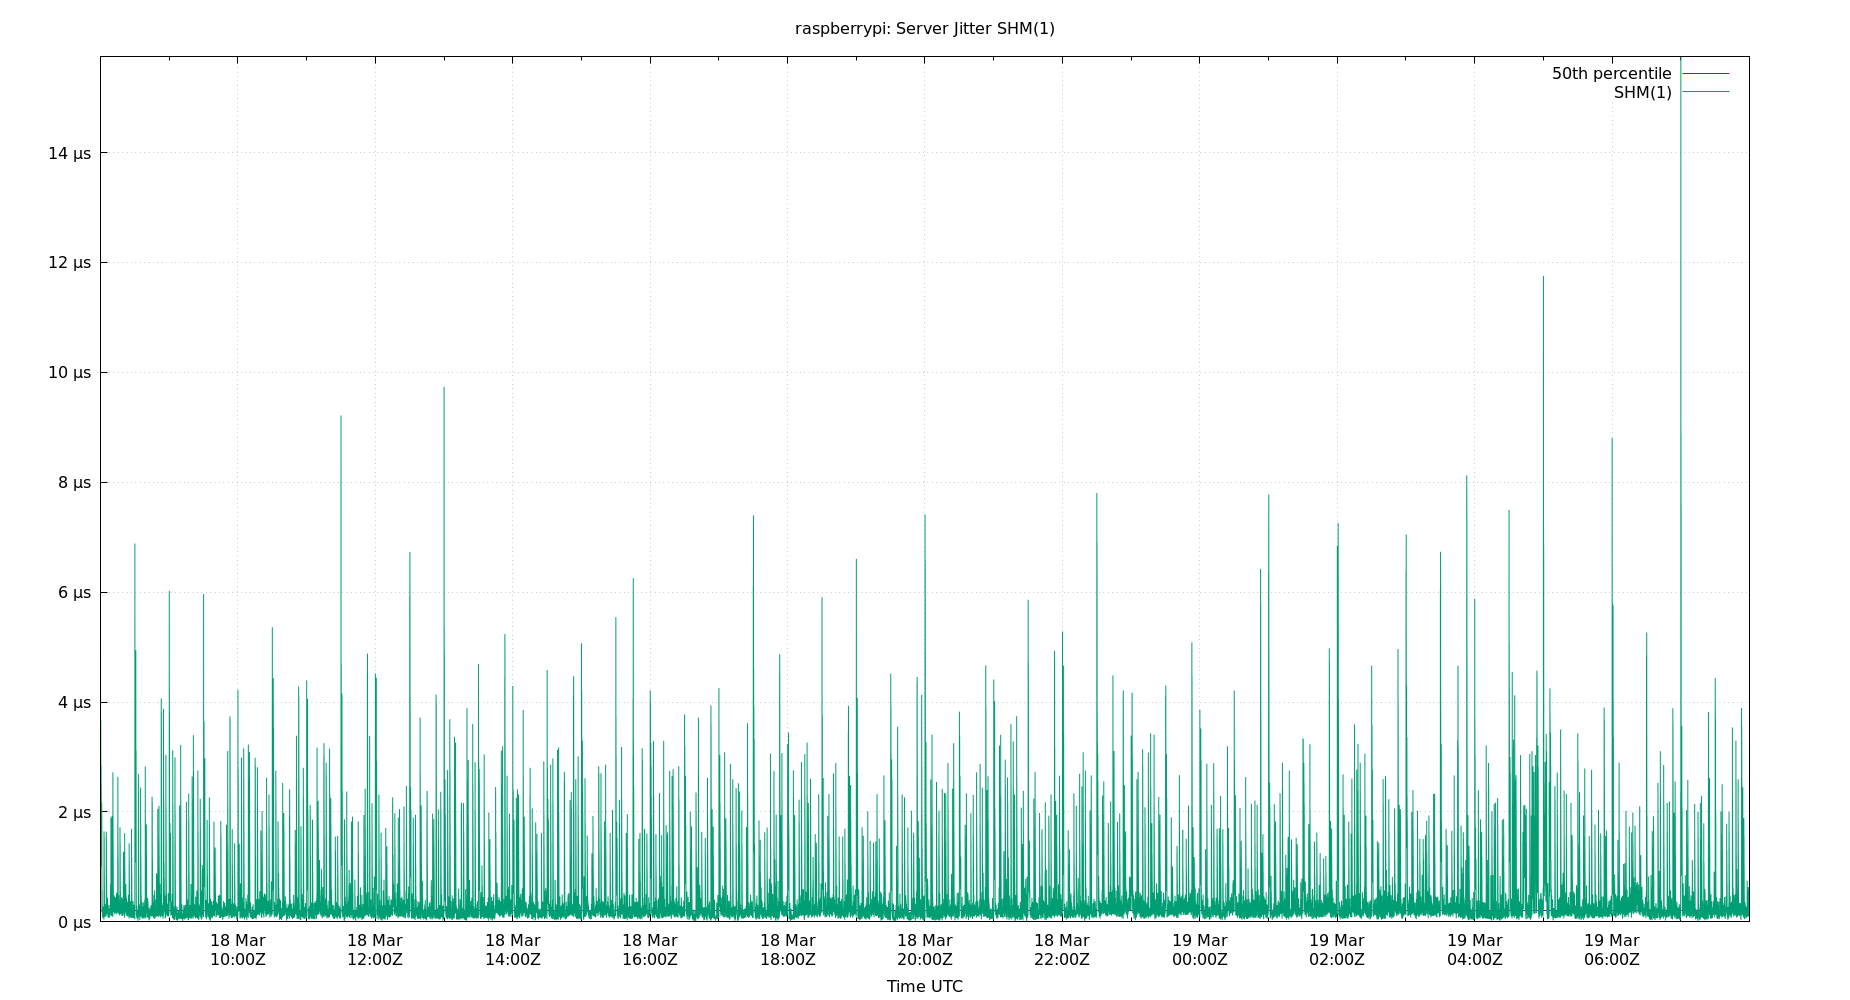 raspberrypi: Server Jitter SHM(1)
50th percentile
SHM(1)
14 µs
12 µs
10 µs
8 µs
6 µs
4 µs
2 µs
0 µs
18 Mar 18 Mar 18 Mar 18 Mar 18 Mar 18 Mar 18 Mar 19 Mar 19 Mar 19 Mar 19 Mar
10:00Z 12:00Z 14:00Z 16:00Z 18:00Z 20:00Z 22:00Z 00:00Z 02:00Z 04:00Z 06:00Z
Time UTC